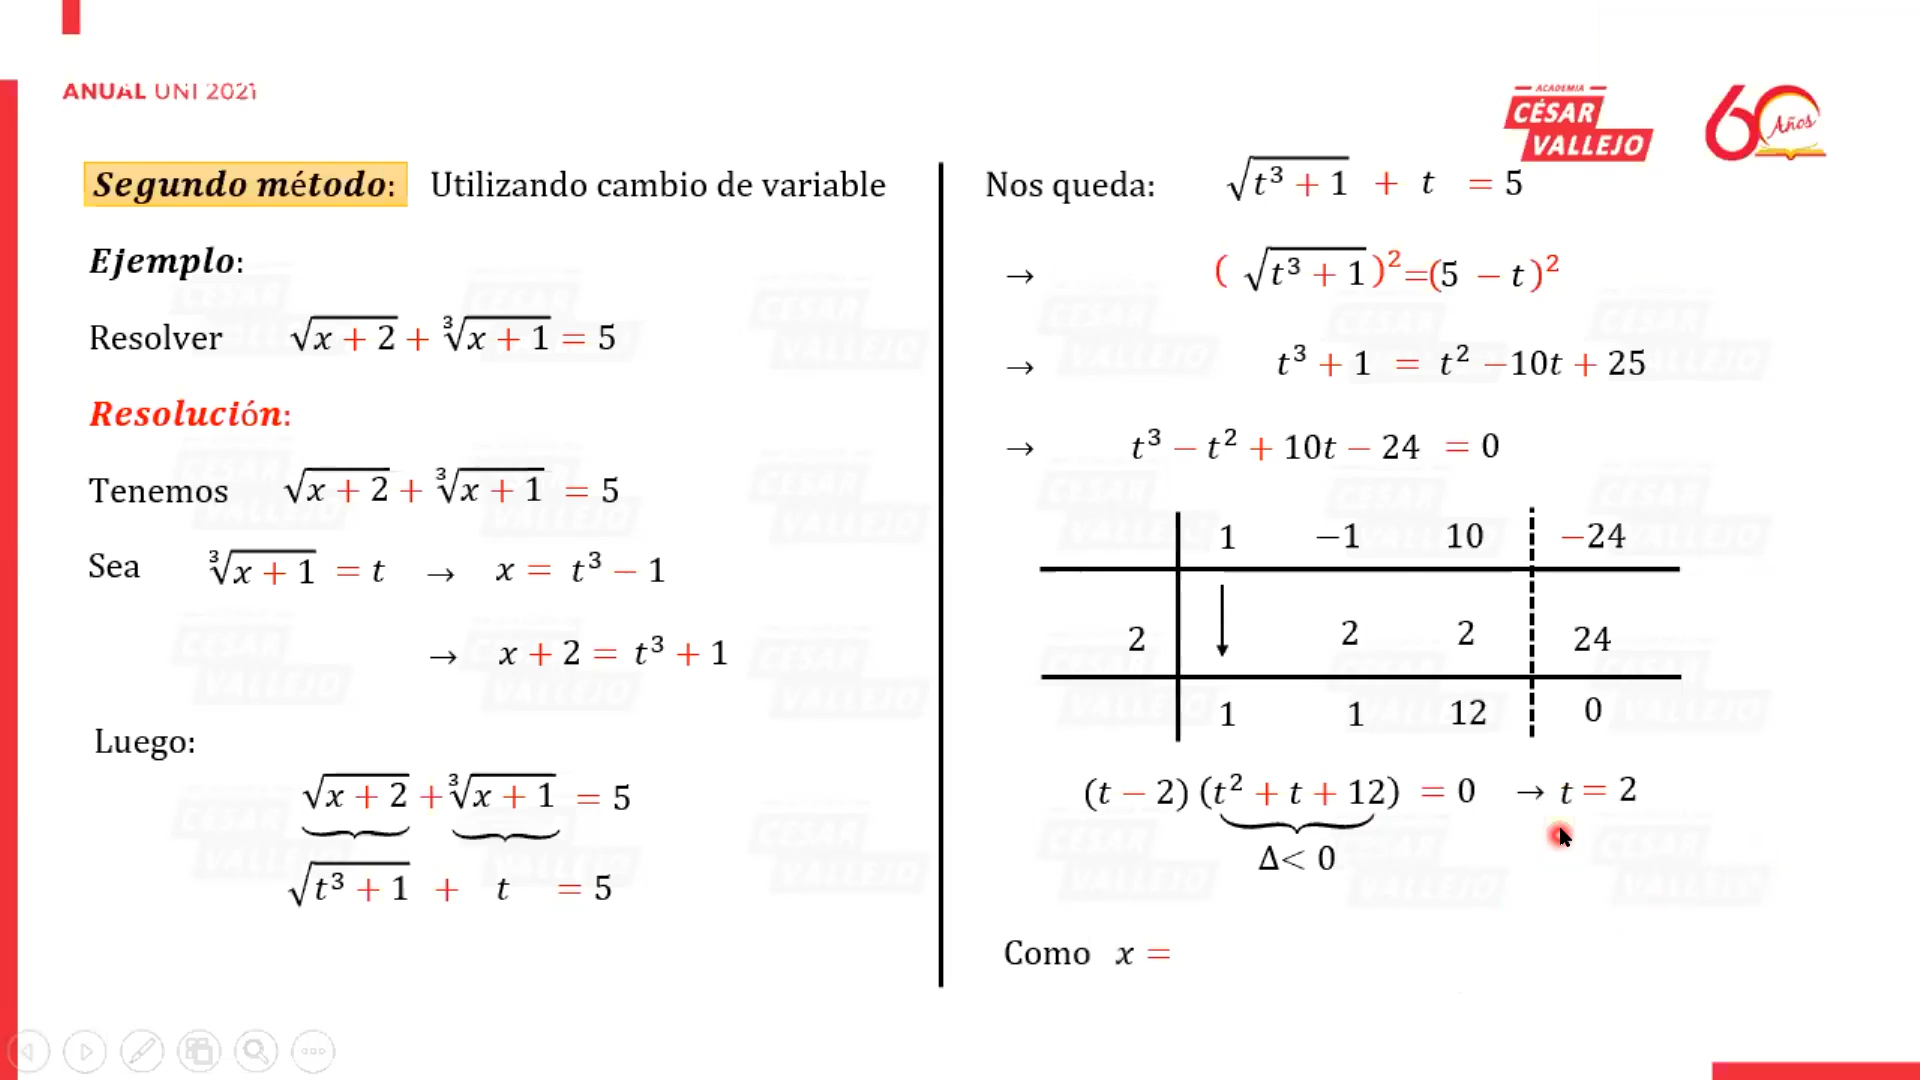 ANUAL UNI 2021
ACADEMIA
CÉSAR
VALLEJO
60 Años
Segundo método: Utilizando cambio de variable
Ejemplo:
Resolver √(x + 2) + ∛(x + 1) = 5
Resolución:
Tenemos √(x + 2) + ∛(x + 1) = 5
Sea ∛(x + 1) = t → x = t³ − 1
→ x + 2 = t³ + 1
Luego:
√(x + 2) + ∛(x + 1) = 5
√(t³ + 1) + t = 5
Nos queda: √(t³ + 1) + t = 5
→ (√(t³ + 1))² = (5 − t)²
→ t³ + 1 = t² −10t + 25
→ t³ − t² + 10t − 24 = 0
1 −1 10 −24
2 2 2 24
1 1 12 0
(t − 2)(t² + t + 12) = 0 → t = 2
Δ< 0
Como x =